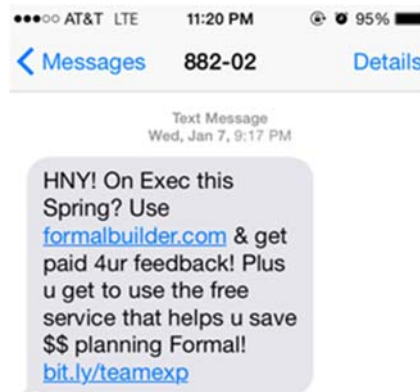 ●●●○○ AT&T LTE 11:20 PM 95%
Messages 882-02 Details
Text Message
Wed, Jan 7, 9:17 PM
HNY! On Exec this
Spring? Use
formalbuilder.com & get
paid 4ur feedback! Plus
u get to use the free
service that helps u save
$$ planning Formal!
bit.ly/teamexp